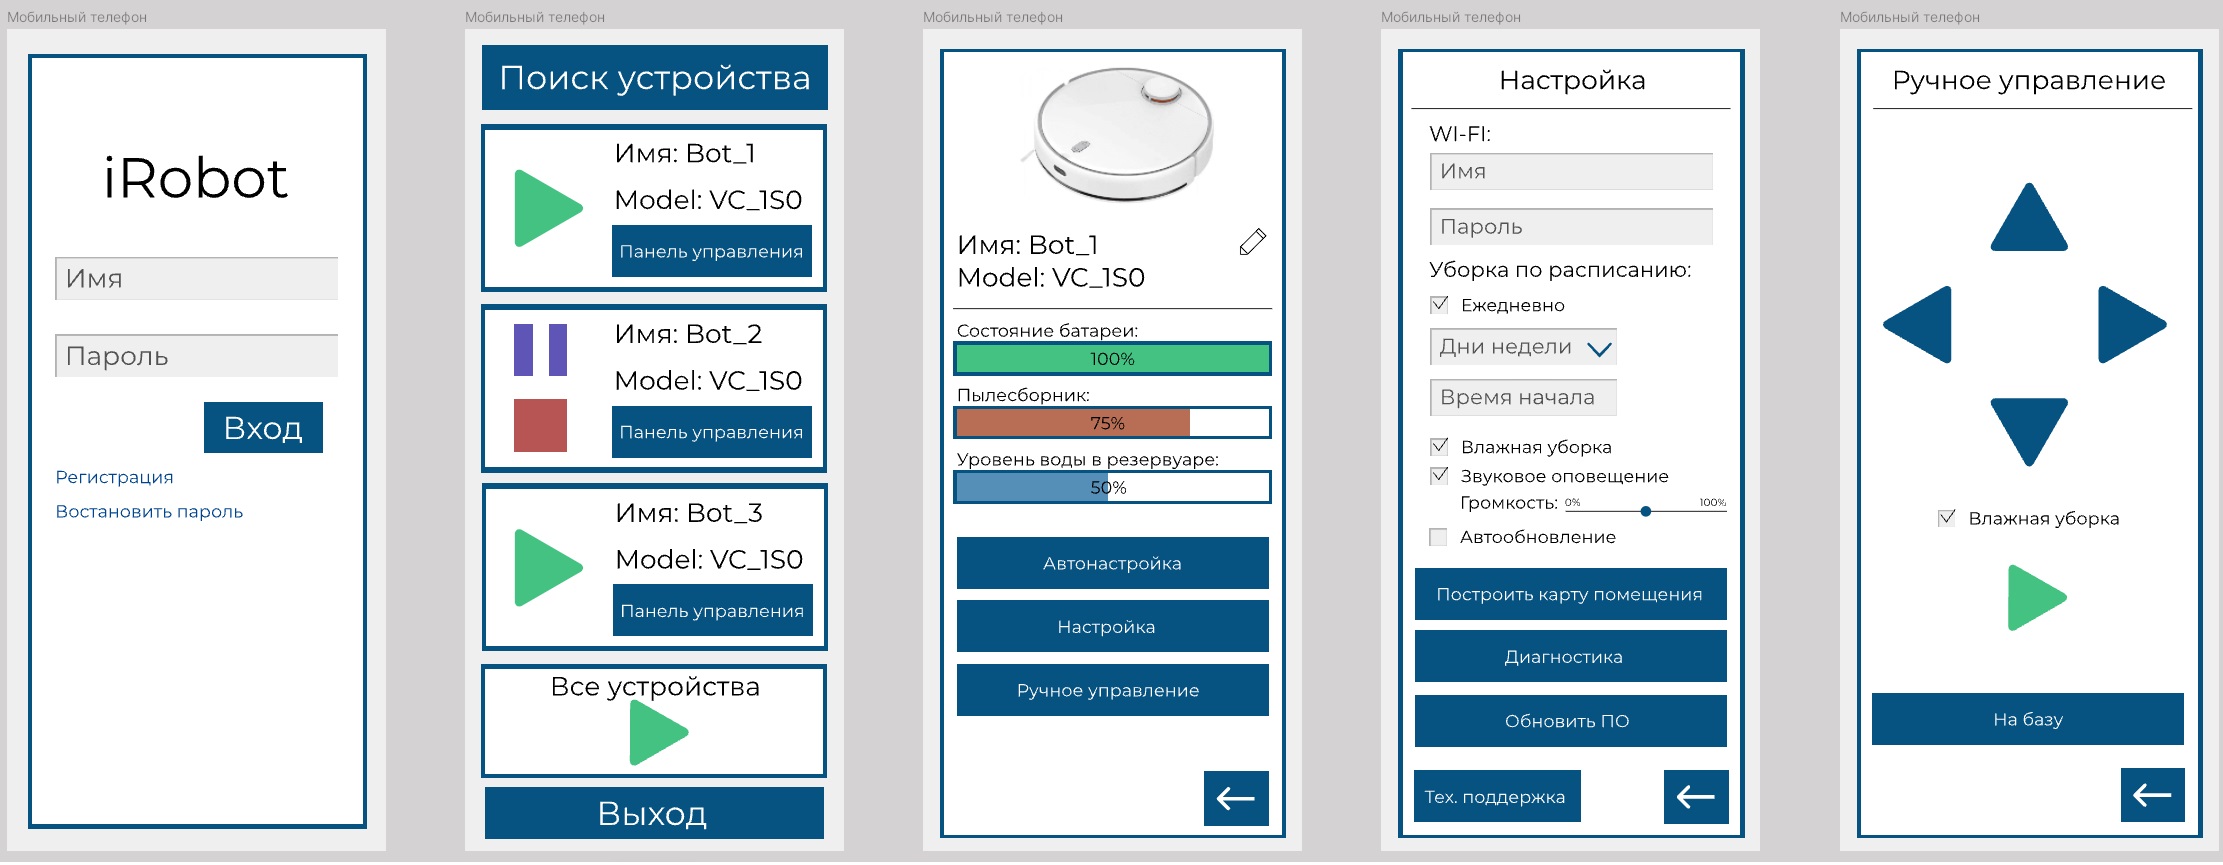 Мобильный телефон
iRobot
Имя
Пароль
Вход
Регистрация
Востановить пароль
Мобильный телефон
Поиск устройства
Имя: Bot_1
Model: VC_1S0
Панель управления
Имя: Bot_2
Model: VC_1S0
Панель управления
Имя: Bot_3
Model: VC_1S0
Панель управления
Все устройства
Выход
Мобильный телефон
Имя: Bot_1
Model: VC_1S0
Состояние батареи:
100%
Пылесборник:
75%
Уровень воды в резервуаре:
50%
Автонастройка
Настройка
Ручное управление
Мобильный телефон
Настройка
WI-FI:
Имя
Пароль
Уборка по расписанию:
Ежедневно
Дни недели
Время начала
Влажная уборка
Звуковое оповещение
Громкость: 0% 100%
Автообновление
Построить карту помещения
Диагностика
Обновить ПО
Тех. поддержка
Мобильный телефон
Ручное управление
Влажная уборка
На базу